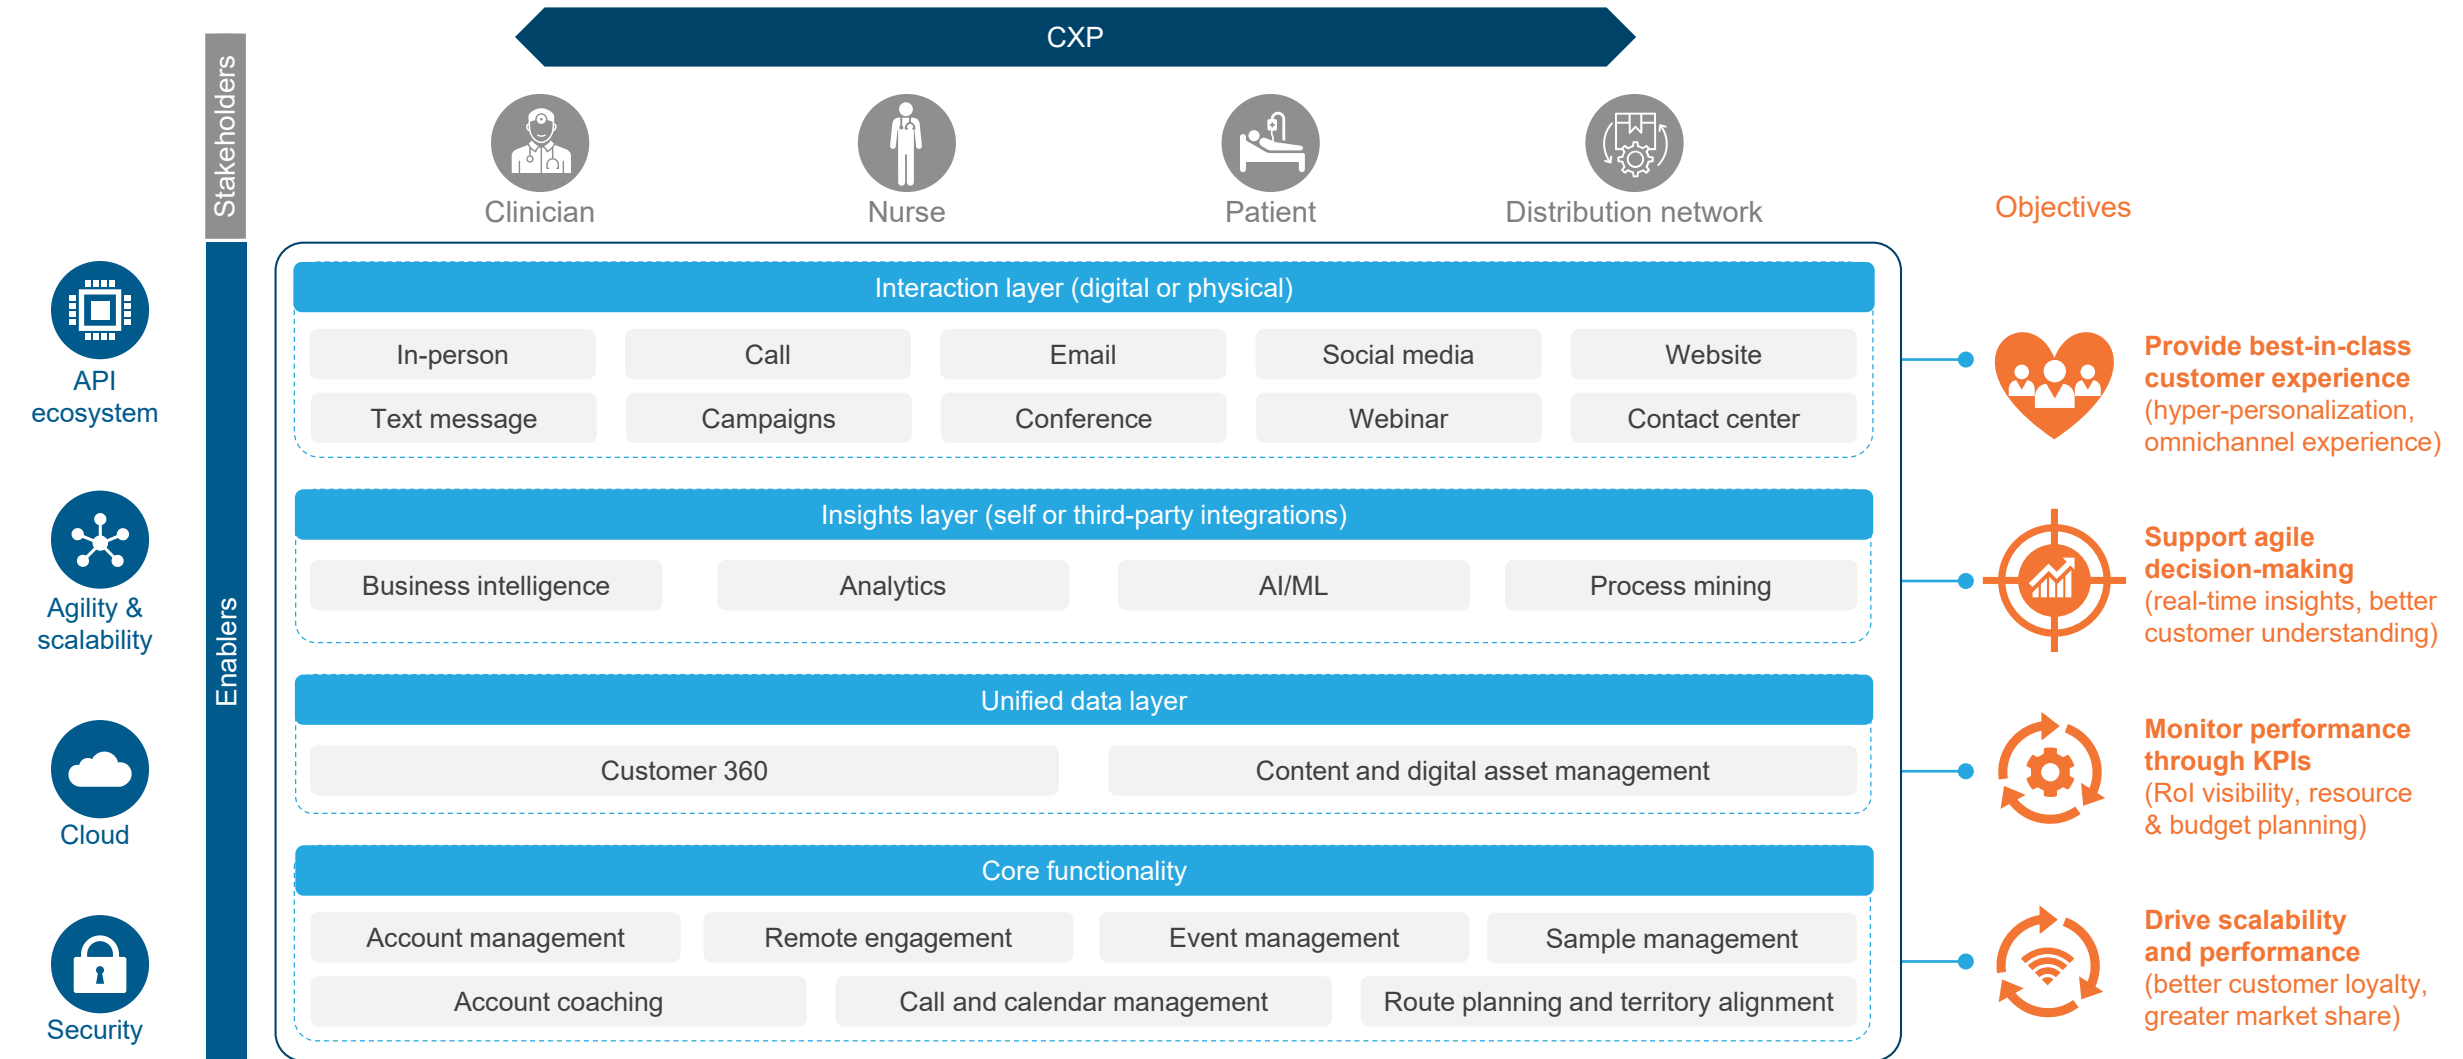 CXP
Stakeholders
Clinician
Nurse
Patient
Distribution network
Objectives
Enablers
API
ecosystem
Agility &
scalability
Cloud
Security
Interaction layer (digital or physical)
In-person
Call
Email
Social media
Website
Text message
Campaigns
Conference
Webinar
Contact center
Insights layer (self or third-party integrations)
Business intelligence
Analytics
AI/ML
Process mining
Unified data layer
Customer 360
Content and digital asset management
Core functionality
Account management
Remote engagement
Event management
Sample management
Account coaching
Call and calendar management
Route planning and territory alignment
Provide best-in-class
customer experience
(hyper-personalization,
omnichannel experience)
Support agile
decision-making
(real-time insights, better
customer understanding)
Monitor performance
through KPIs
(RoI visibility, resource
& budget planning)
Drive scalability
and performance
(better customer loyalty,
greater market share)